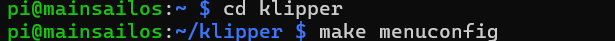 pi@mainsailos:~ $ cd klipper
pi@mainsailos:~/klipper $ make menuconfig